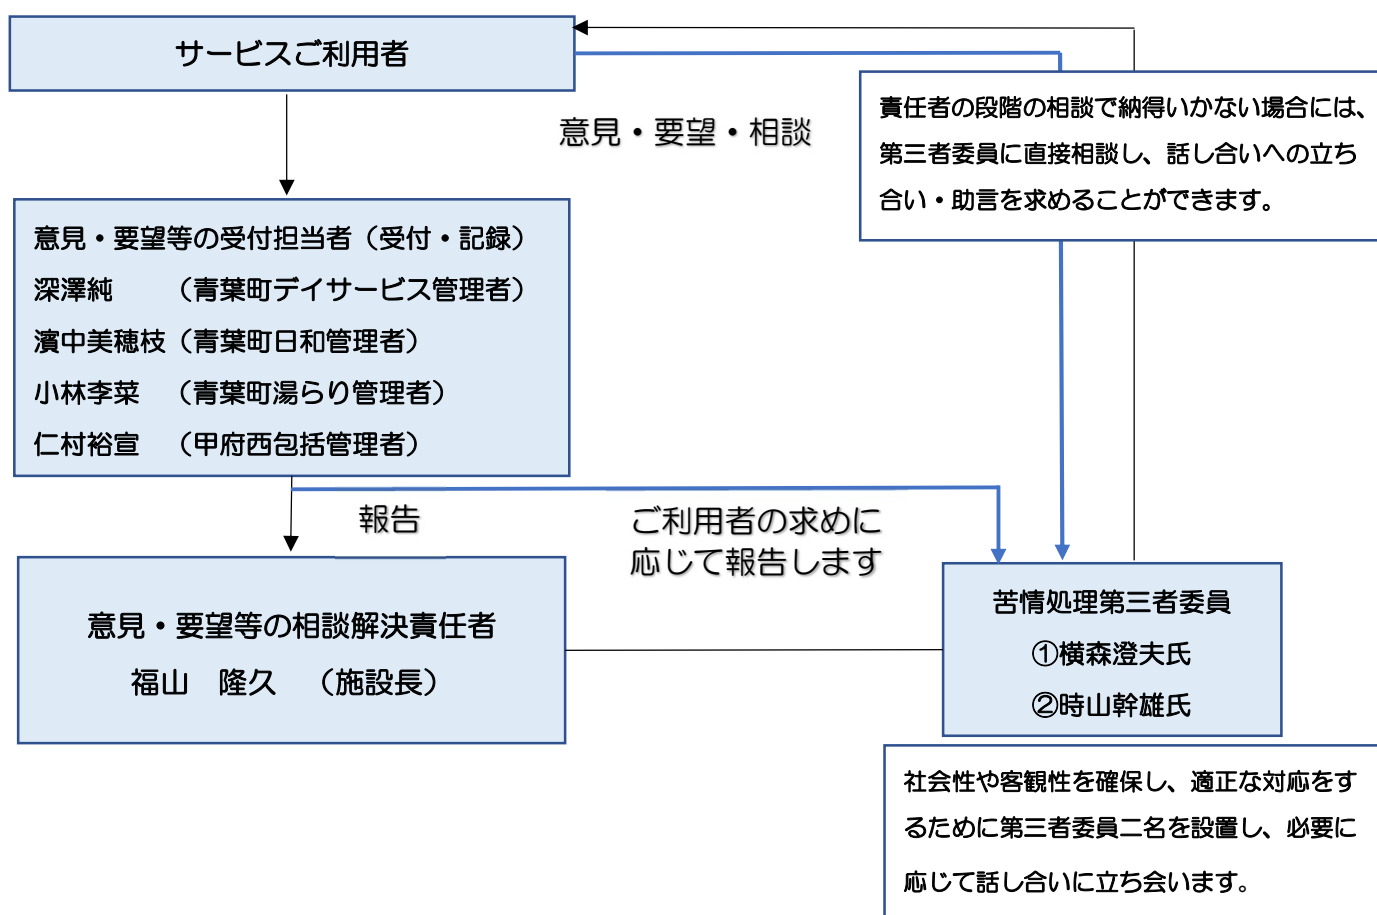 サービスご利用者
意見・要望・相談
責任者の段階の相談で納得いかない場合には、
第三者委員に直接相談し、話し合いへの立ち
合い・助言を求めることができます。
意見・要望等の受付担当者（受付・記録）
深澤純　　（青葉町デイサービス管理者）
濱中美穂枝（青葉町日和管理者）
小林李菜　（青葉町湯らり管理者）
仁村裕宣　（甲府西包括管理者）
報告
ご利用者の求めに
応じて報告します
意見・要望等の相談解決責任者
福山　隆久　（施設長）
苦情処理第三者委員
①横森澄夫氏
②時山幹雄氏
社会性や客観性を確保し、適正な対応をす
るために第三者委員二名を設置し、必要に
応じて話し合いに立ち会います。